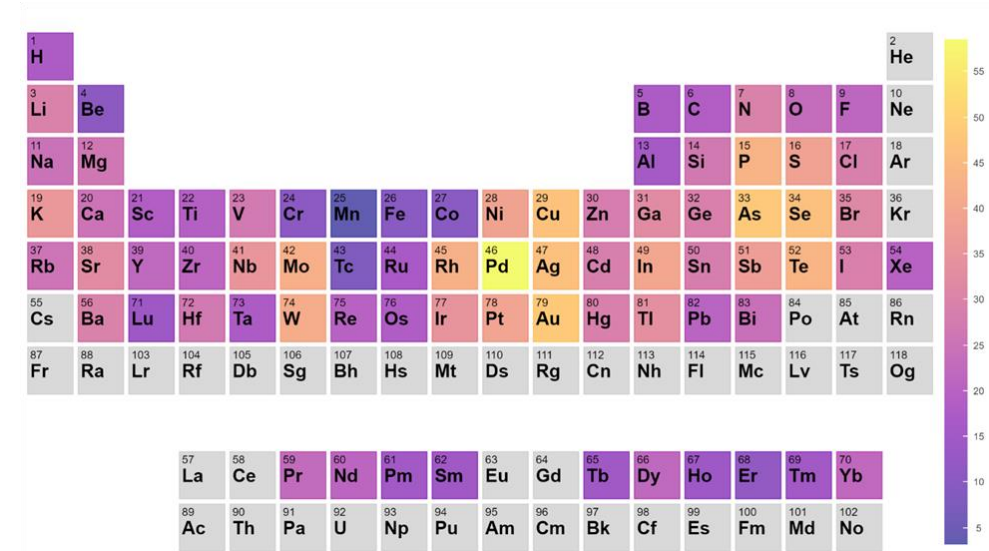 1 2
H He
3 4 5 6 7 8 9 10
Li Be B C N O F Ne
11 12 13 14 15 16 17 18
Na Mg Al Si P S Cl Ar
19 20 21 22 23 24 25 26 27 28 29 30 31 32 33 34 35 36
K Ca Sc Ti V Cr Mn Fe Co Ni Cu Zn Ga Ge As Se Br Kr
37 38 39 40 41 42 43 44 45 46 47 48 49 50 51 52 53 54
Rb Sr Y Zr Nb Mo Tc Ru Rh Pd Ag Cd In Sn Sb Te I Xe
55 56 71 72 73 74 75 76 77 78 79 80 81 82 83 84 85 86
Cs Ba Lu Hf Ta W Re Os Ir Pt Au Hg Tl Pb Bi Po At Rn
87 88 103 104 105 106 107 108 109 110 111 112 113 114 115 116 117 118
Fr Ra Lr Rf Db Sg Bh Hs Mt Ds Rg Cn Nh Fl Mc Lv Ts Og
57 58 59 60 61 62 63 64 65 66 67 68 69 70
La Ce Pr Nd Pm Sm Eu Gd Tb Dy Ho Er Tm Yb
89 90 91 92 93 94 95 96 97 98 99 100 101 102
Ac Th Pa U Np Pu Am Cm Bk Cf Es Fm Md No
55
50
45
40
35
30
25
20
15
10
5